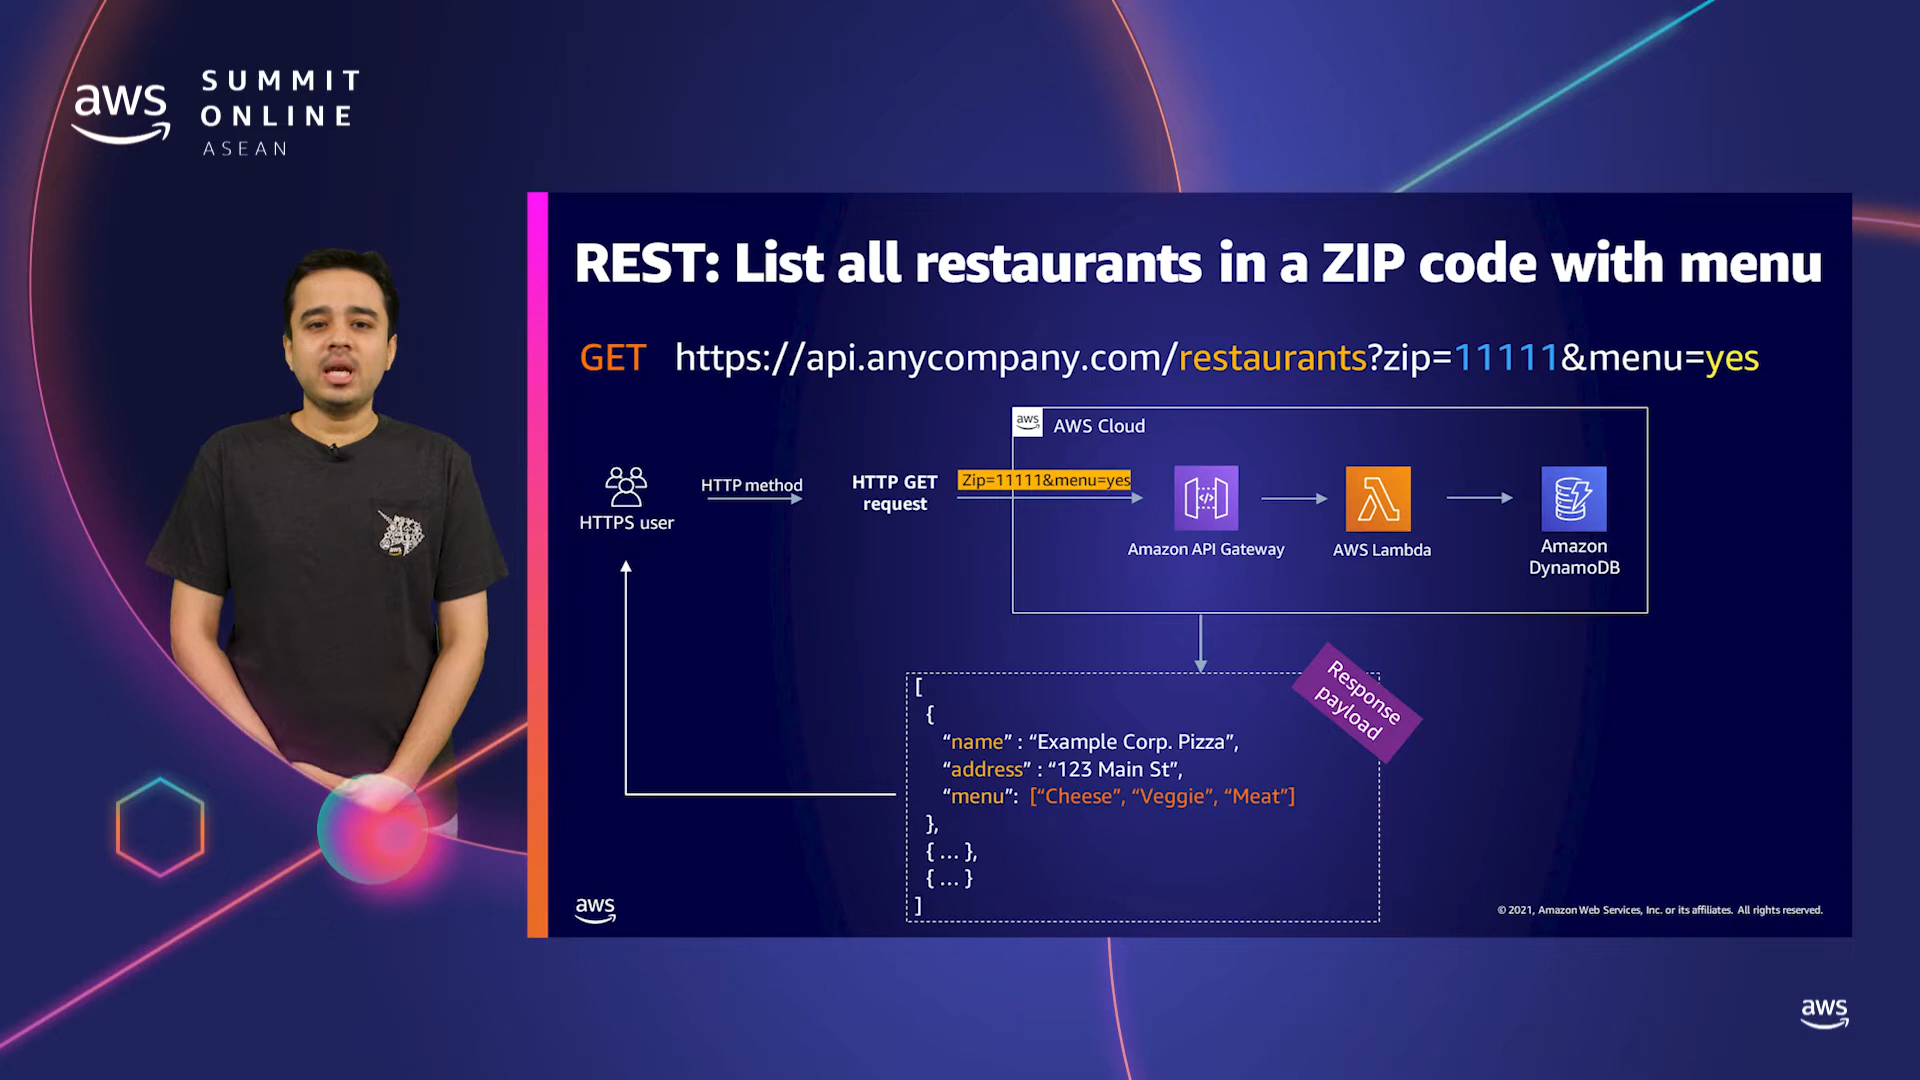 aws
SUMMIT
ONLINE
ASEAN
REST: List all restaurants in a ZIP code with menu
GET https://api.anycompany.com/restaurants?zip=11111&menu=yes
aws
AWS Cloud
HTTPS user
HTTP method
HTTP GET
request
Zip=11111&menu=yes
Amazon API Gateway
AWS Lambda
Amazon
DynamoDB
Response
payload
[
{
“name” : “Example Corp. Pizza”,
“address” : “123 Main St”,
“menu”: [“Cheese”, “Veggie”, “Meat”]
},
{ ... },
{ ... }
]
aws
© 2021, Amazon Web Services, Inc. or its affiliates. All rights reserved.
aws
aws